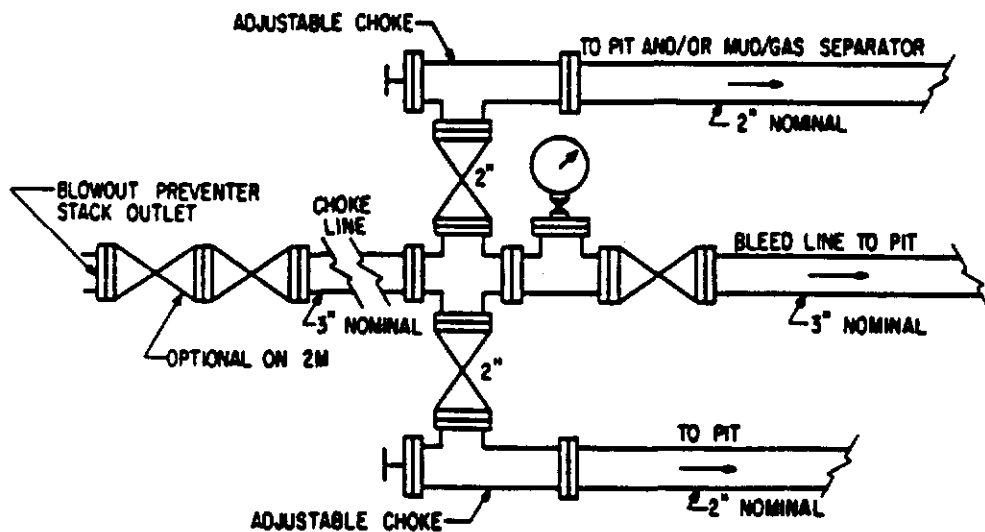 ADJUSTABLE CHOKE
TO PIT AND/OR MUD/GAS SEPARATOR
2" NOMINAL
2"
BLOWOUT PREVENTER
STACK OUTLET
CHOKE
LINE
BLEED LINE TO PIT
3" NOMINAL
3" NOMINAL
OPTIONAL ON 2M
2"
TO PIT
2" NOMINAL
ADJUSTABLE CHOKE